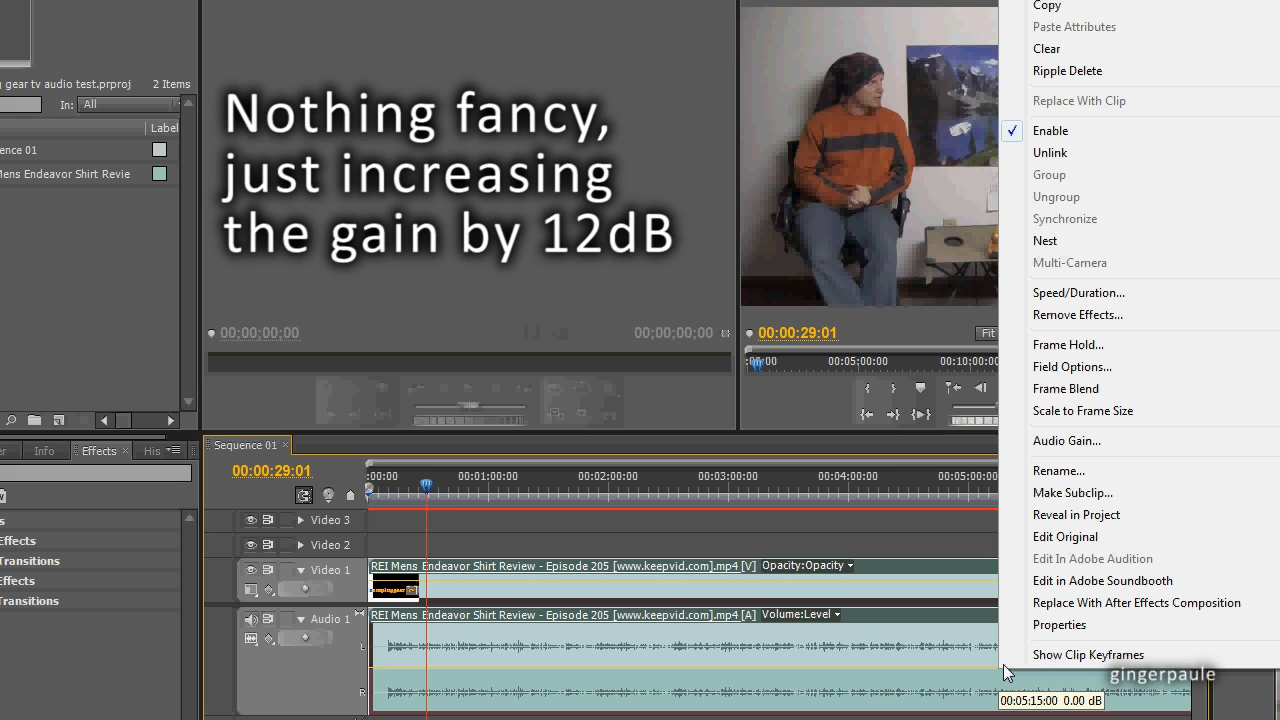 gear tv audio test.prproj
2 Items
In:
All
Label
ence 01
Mens Endeavor Shirt Revie
Nothing fancy,
just increasing
the gain by 12dB
00;00;00;00
00;00;00;00
00:00:29:01
Fit
:00:00
00:05:00:00
00:10:00:00
Copy
Paste Attributes
Clear
Ripple Delete
Replace With Clip
Enable
Unlink
Group
Ungroup
Synchronize
Nest
Multi-Camera
Speed/Duration...
Remove Effects...
Frame Hold...
Field Options...
Frame Blend
Scale to Frame Size
Audio Gain...
Rename...
Make Subclip...
Reveal in Project
Edit Original
Edit In Adobe Audition
Edit in Adobe Soundbooth
Replace With After Effects Composition
Properties
Show Clip Keyframes
Info
Effects
His
Effects
Transitions
Effects
Transitions
Sequence 01
00:00:29:01
:00:00
00:01:00:00
00:02:00:00
00:03:00:00
00:04:00:00
00:05:00:00
Video 3
Video 2
Video 1
REI Mens Endeavor Shirt Review - Episode 205 [www.keepvid.com].mp4 [V] Opacity:Opacity
Audio 1
REI Mens Endeavor Shirt Review - Episode 205 [www.keepvid.com].mp4 [A] Volume:Level
L
R
gingerpaule
00:05:15:00 0.00 dB